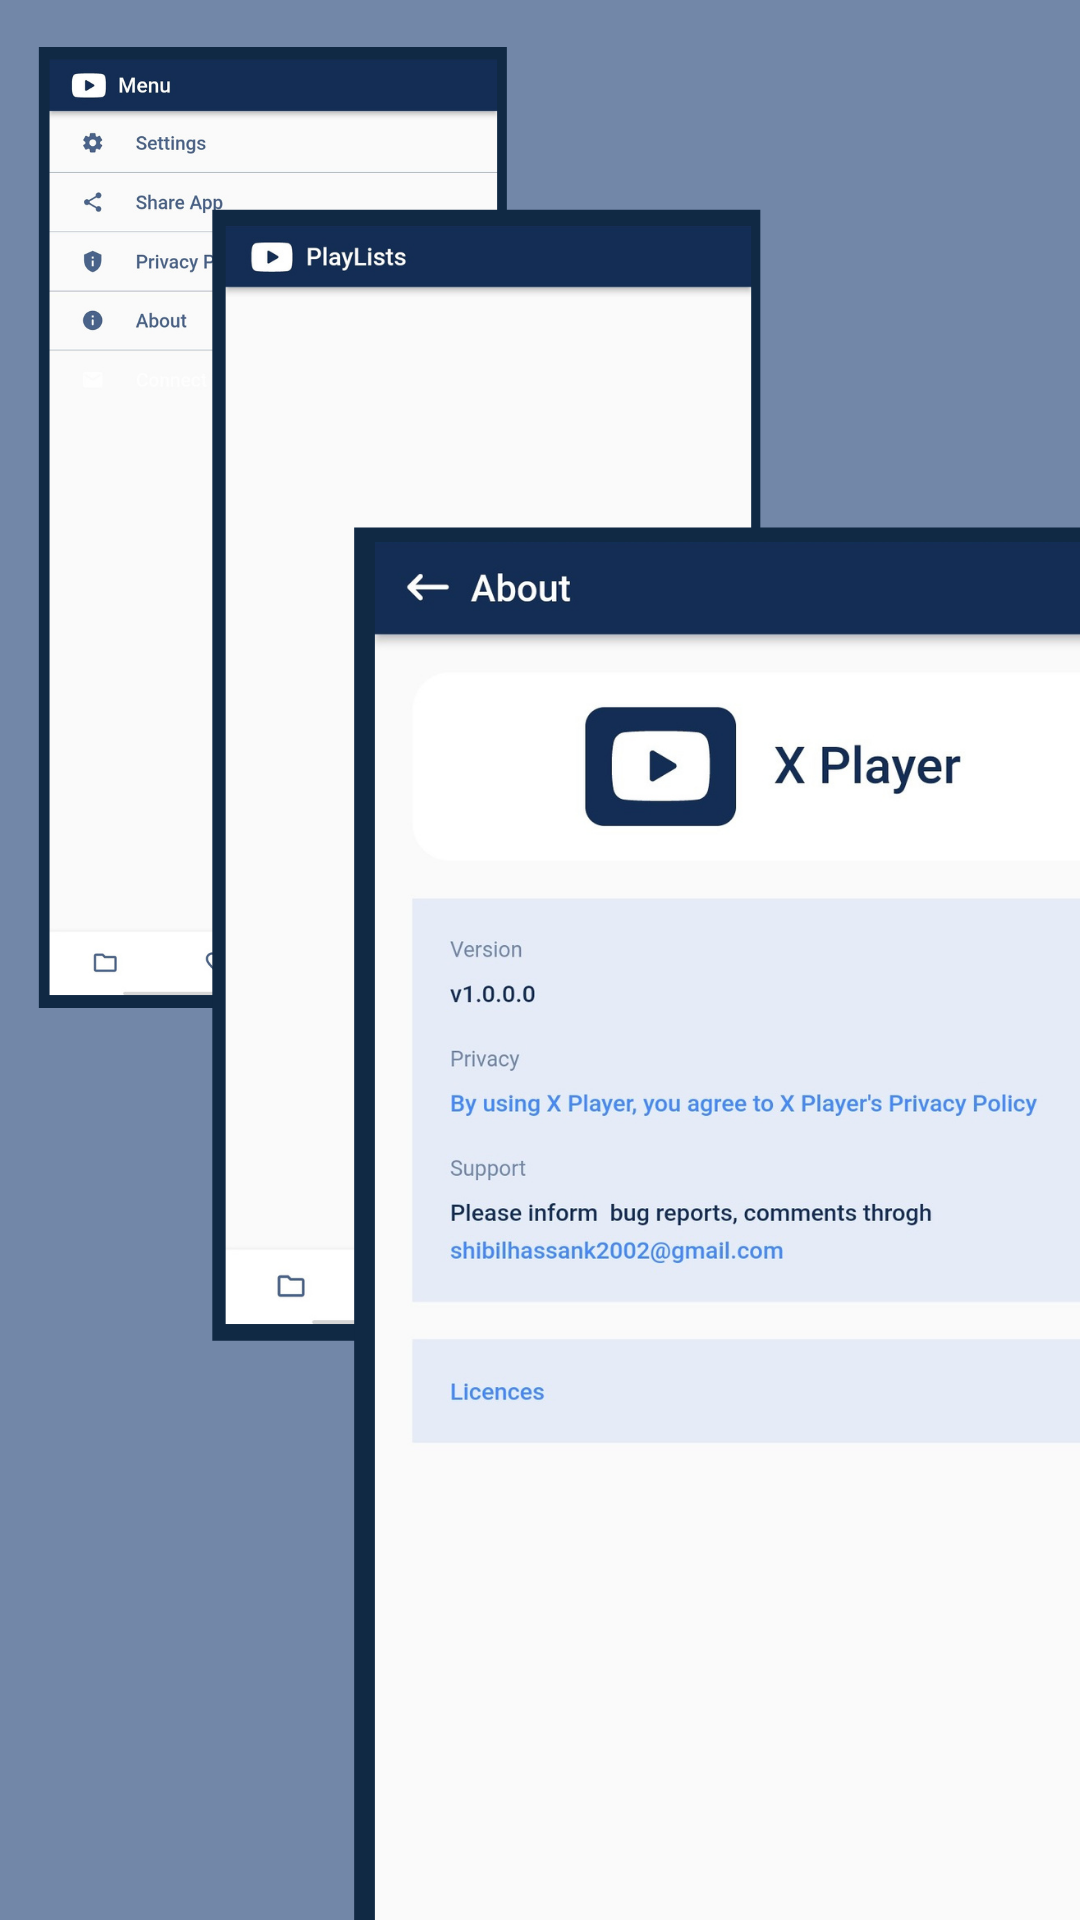 Menu
Settings
Share App
Privacy P
About
Connect
PlayLists
About
X Player
Version
v1.0.0.0
Privacy
By using X Player, you agree to X Player's Privacy Policy
Support
Please inform  bug reports, comments throgh
shibilhassank2002@gmail.com
Licences